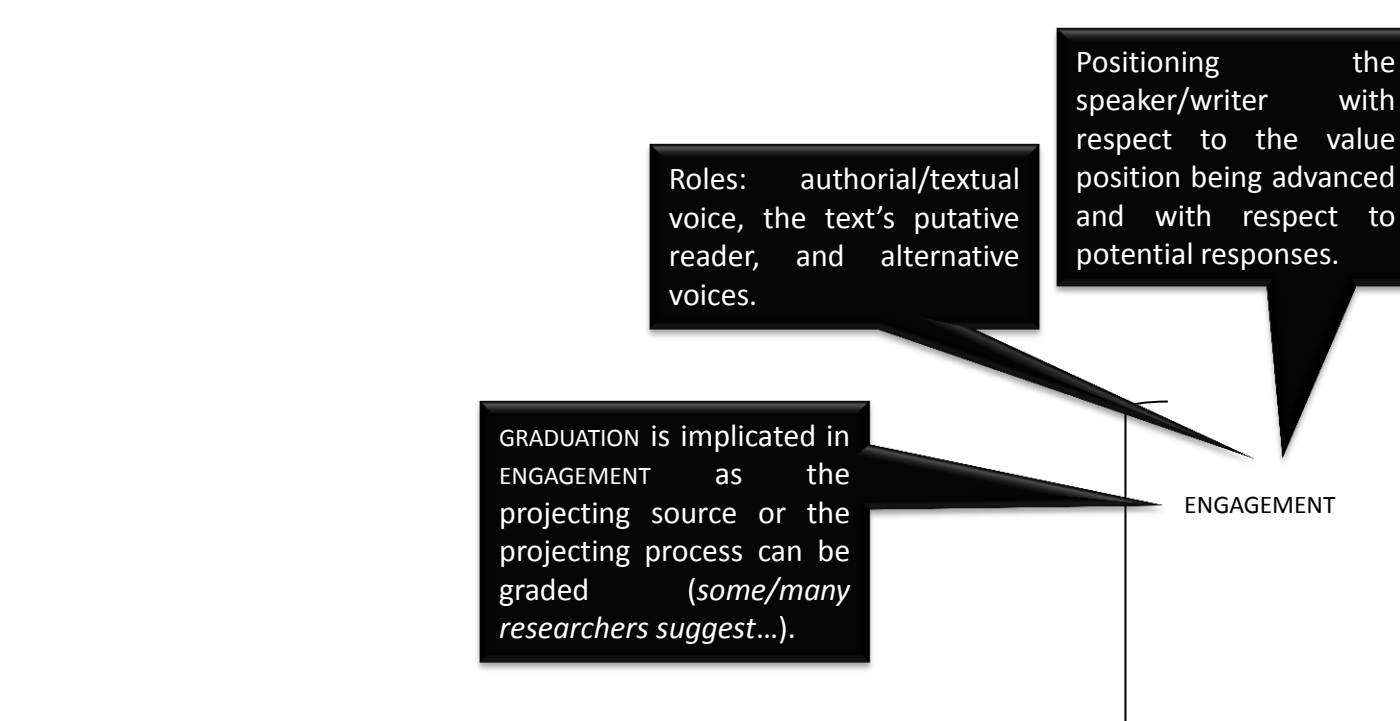 Positioning the
speaker/writer with
respect to the value
position being advanced
and with respect to
potential responses.
Roles: authorial/textual
voice, the text’s putative
reader, and alternative
voices.
GRADUATION is implicated in
ENGAGEMENT as the
projecting source or the
projecting process can be
graded (some/many
researchers suggest…).
ENGAGEMENT